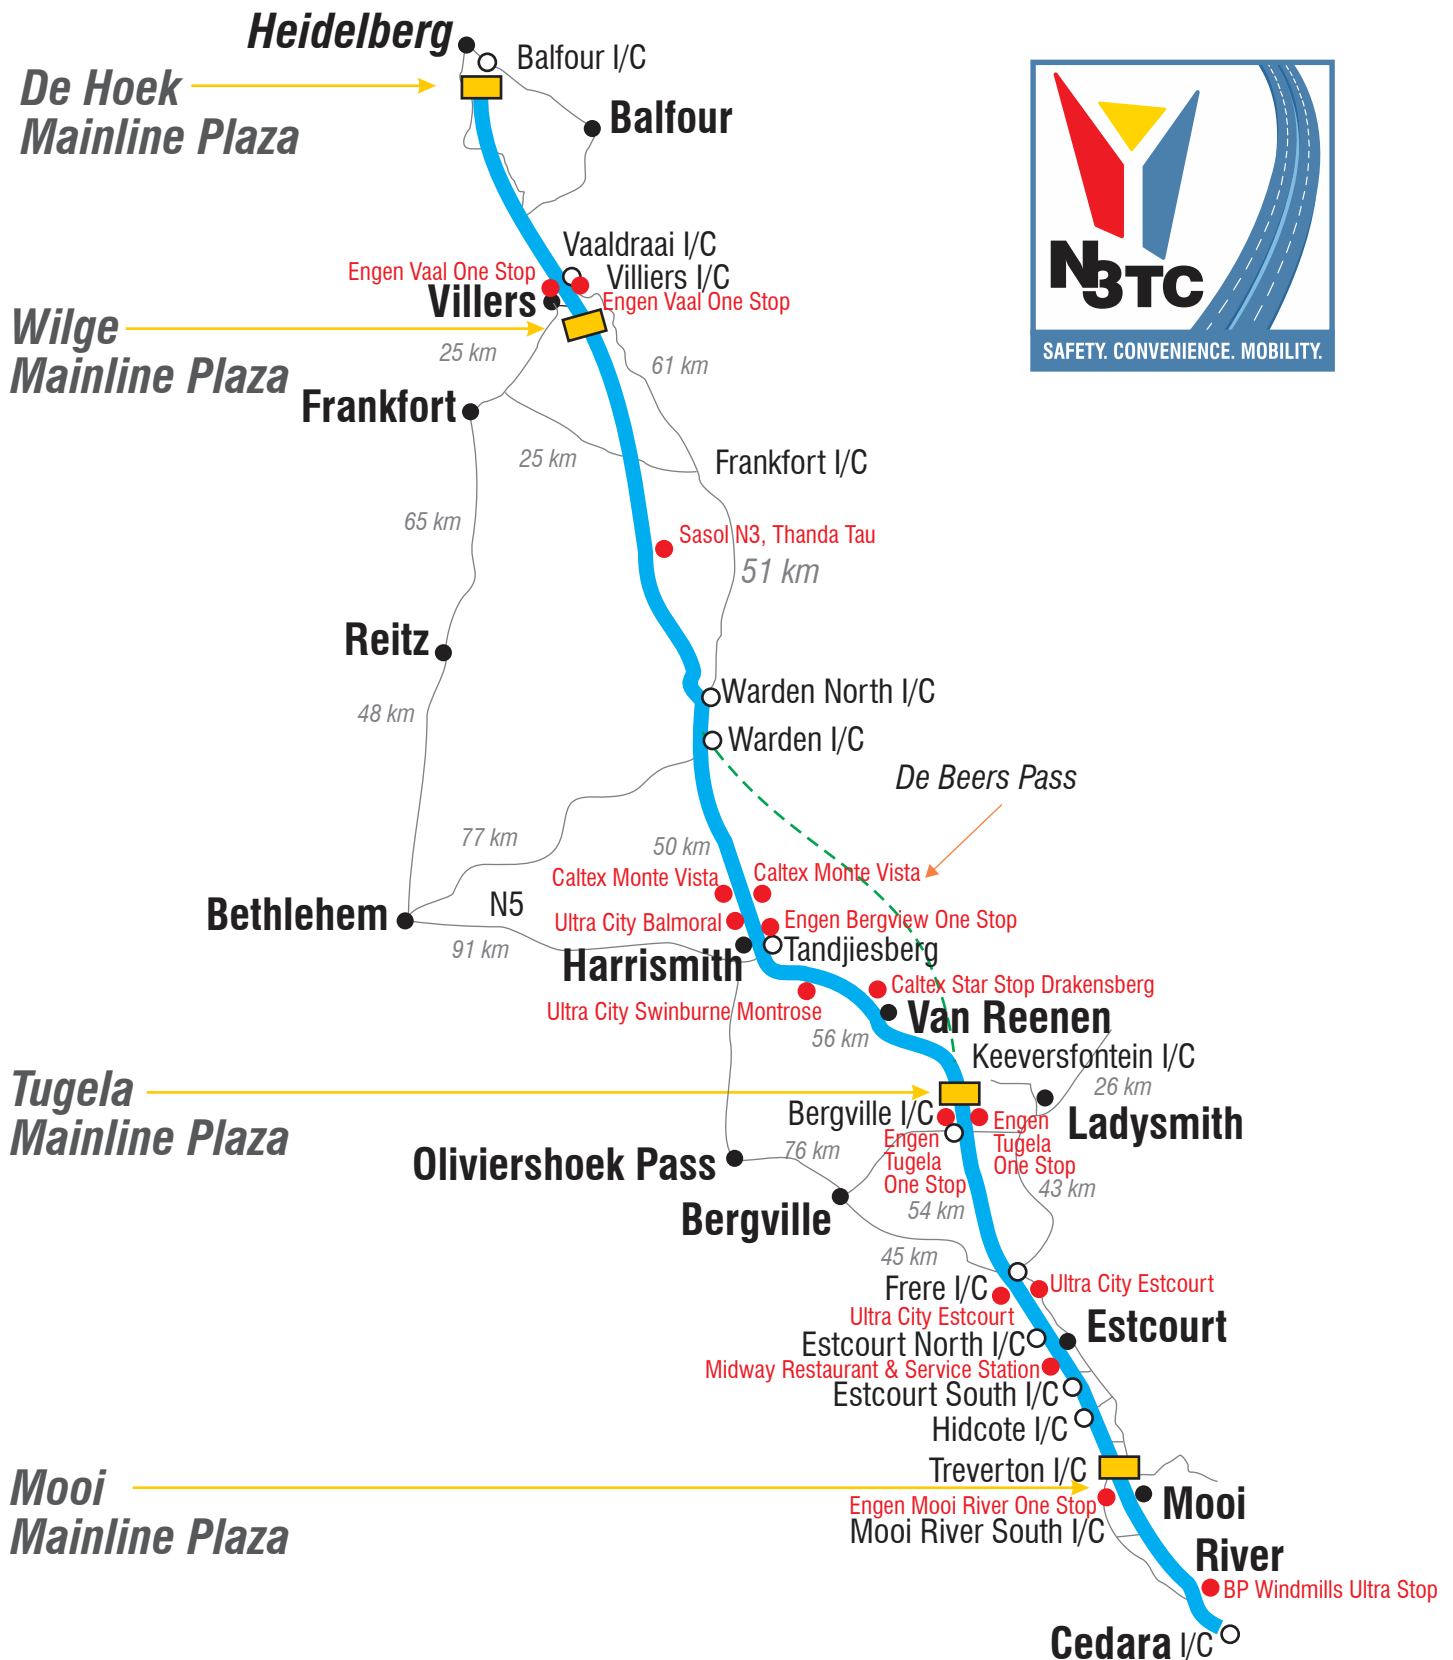 Heidelberg
Balfour I/C
De Hoek
Mainline Plaza
Balfour
N3TC
SAFETY. CONVENIENCE. MOBILITY.
Vaaldraai I/C
Engen Vaal One Stop
Villiers I/C
Villers
Engen Vaal One Stop
Wilge
Mainline Plaza
25 km
61 km
Frankfort
25 km
Frankfort I/C
65 km
Sasol N3, Thanda Tau
51 km
Reitz
48 km
Warden North I/C
Warden I/C
De Beers Pass
77 km
50 km
Caltex Monte Vista
Caltex Monte Vista
N5
Bethlehem
Ultra City Balmoral
Engen Bergview One Stop
91 km
Tandjiesberg
Harrismith
Caltex Star Stop Drakensberg
Ultra City Swinburne Montrose
Van Reenen
56 km
Keeversfontein I/C
Tugela
Mainline Plaza
26 km
Bergville I/C
Ladysmith
Engen
Tugela
One Stop
Engen
Tugela
One Stop
76 km
Oliviershoek Pass
43 km
Bergville
54 km
45 km
Frere I/C
Ultra City Estcourt
Ultra City Estcourt
Estcourt
Estcourt North I/C
Midway Restaurant & Service Station
Estcourt South I/C
Hidcote I/C
Treverton I/C
Mooi
Mainline Plaza
Engen Mooi River One Stop
Mooi
River
Mooi River South I/C
BP Windmills Ultra Stop
Cedara I/C